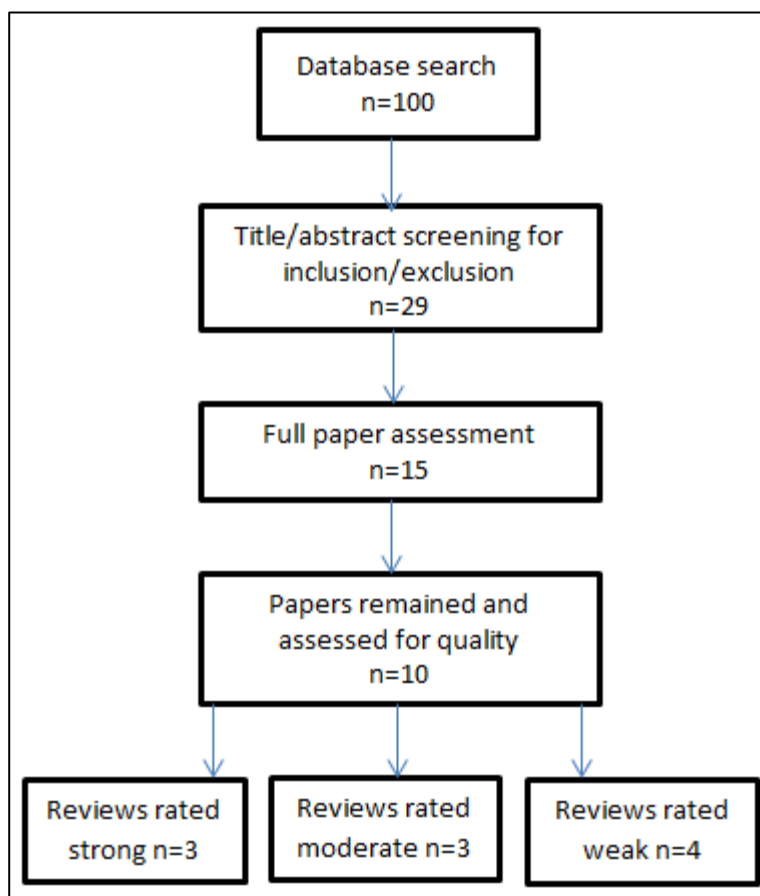 Database search
n=100
Title/abstract screening for
inclusion/exclusion
n=29
Full paper assessment
n=15
Papers remained and
assessed for quality
n=10
Reviews rated
strong n=3
Reviews rated
moderate n=3
Reviews rated
weak n=4